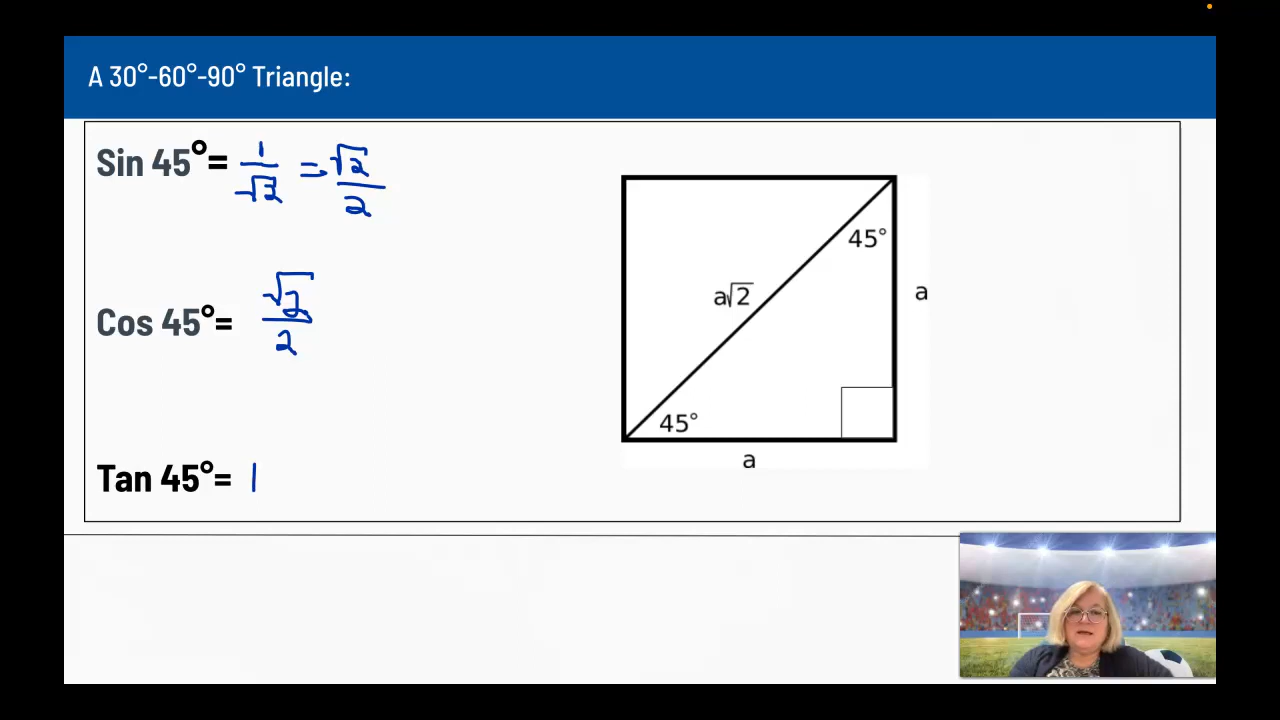 A 30°-60°-90° Triangle:
Sin 45°= 1/√2 = √2/2
Cos 45°= √2/2
Tan 45°= 1
45°
a√2
a
45°
a